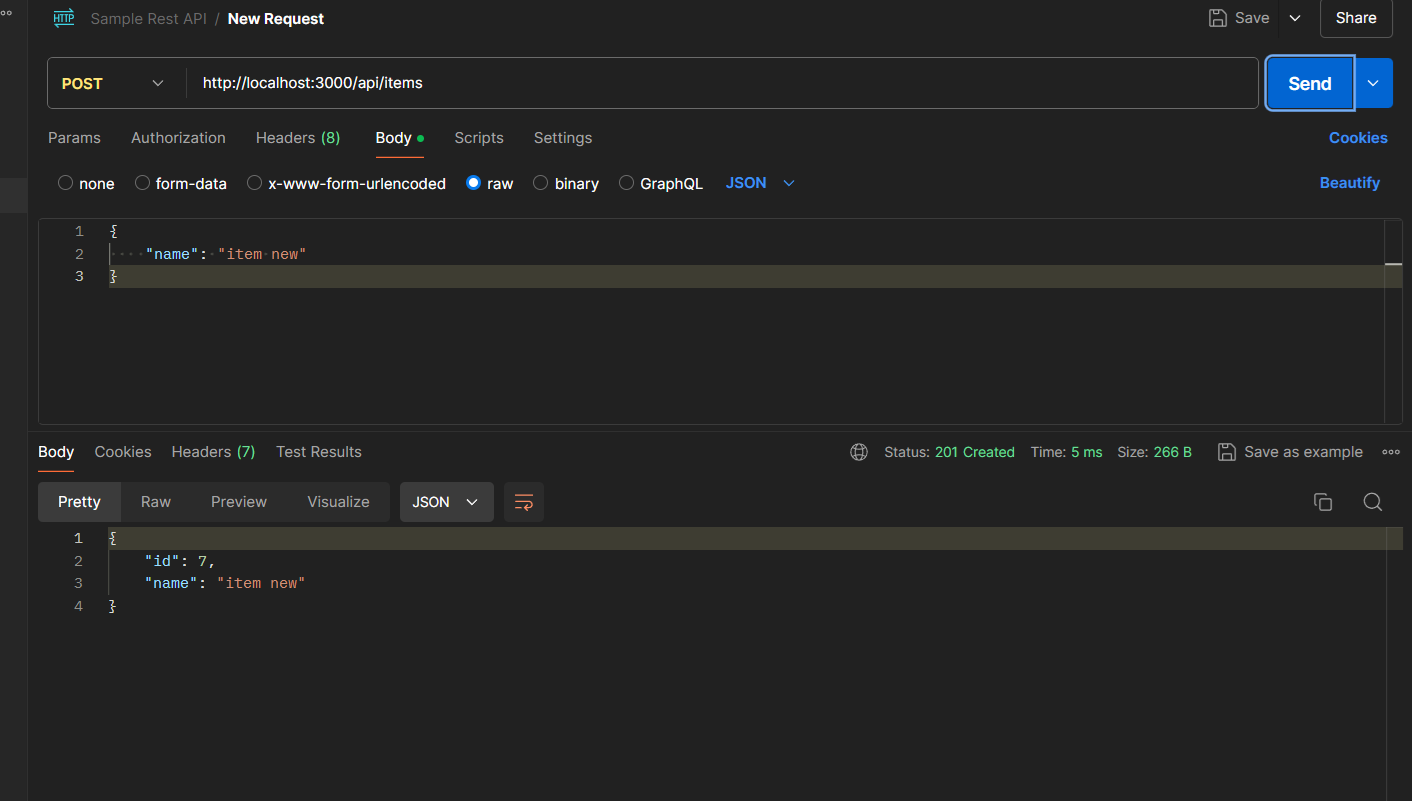 HTTP Sample Rest API / New Request Save Share
POST http://localhost:3000/api/items Send
Params Authorization Headers (8) Body Scripts Settings Cookies
none form-data x-www-form-urlencoded raw binary GraphQL JSON Beautify
1 {
2 "name": "item new"
3 }
Body Cookies Headers (7) Test Results Status: 201 Created Time: 5 ms Size: 266 B Save as example
Pretty Raw Preview Visualize JSON
1 {
2 "id": 7,
3 "name": "item new"
4 }